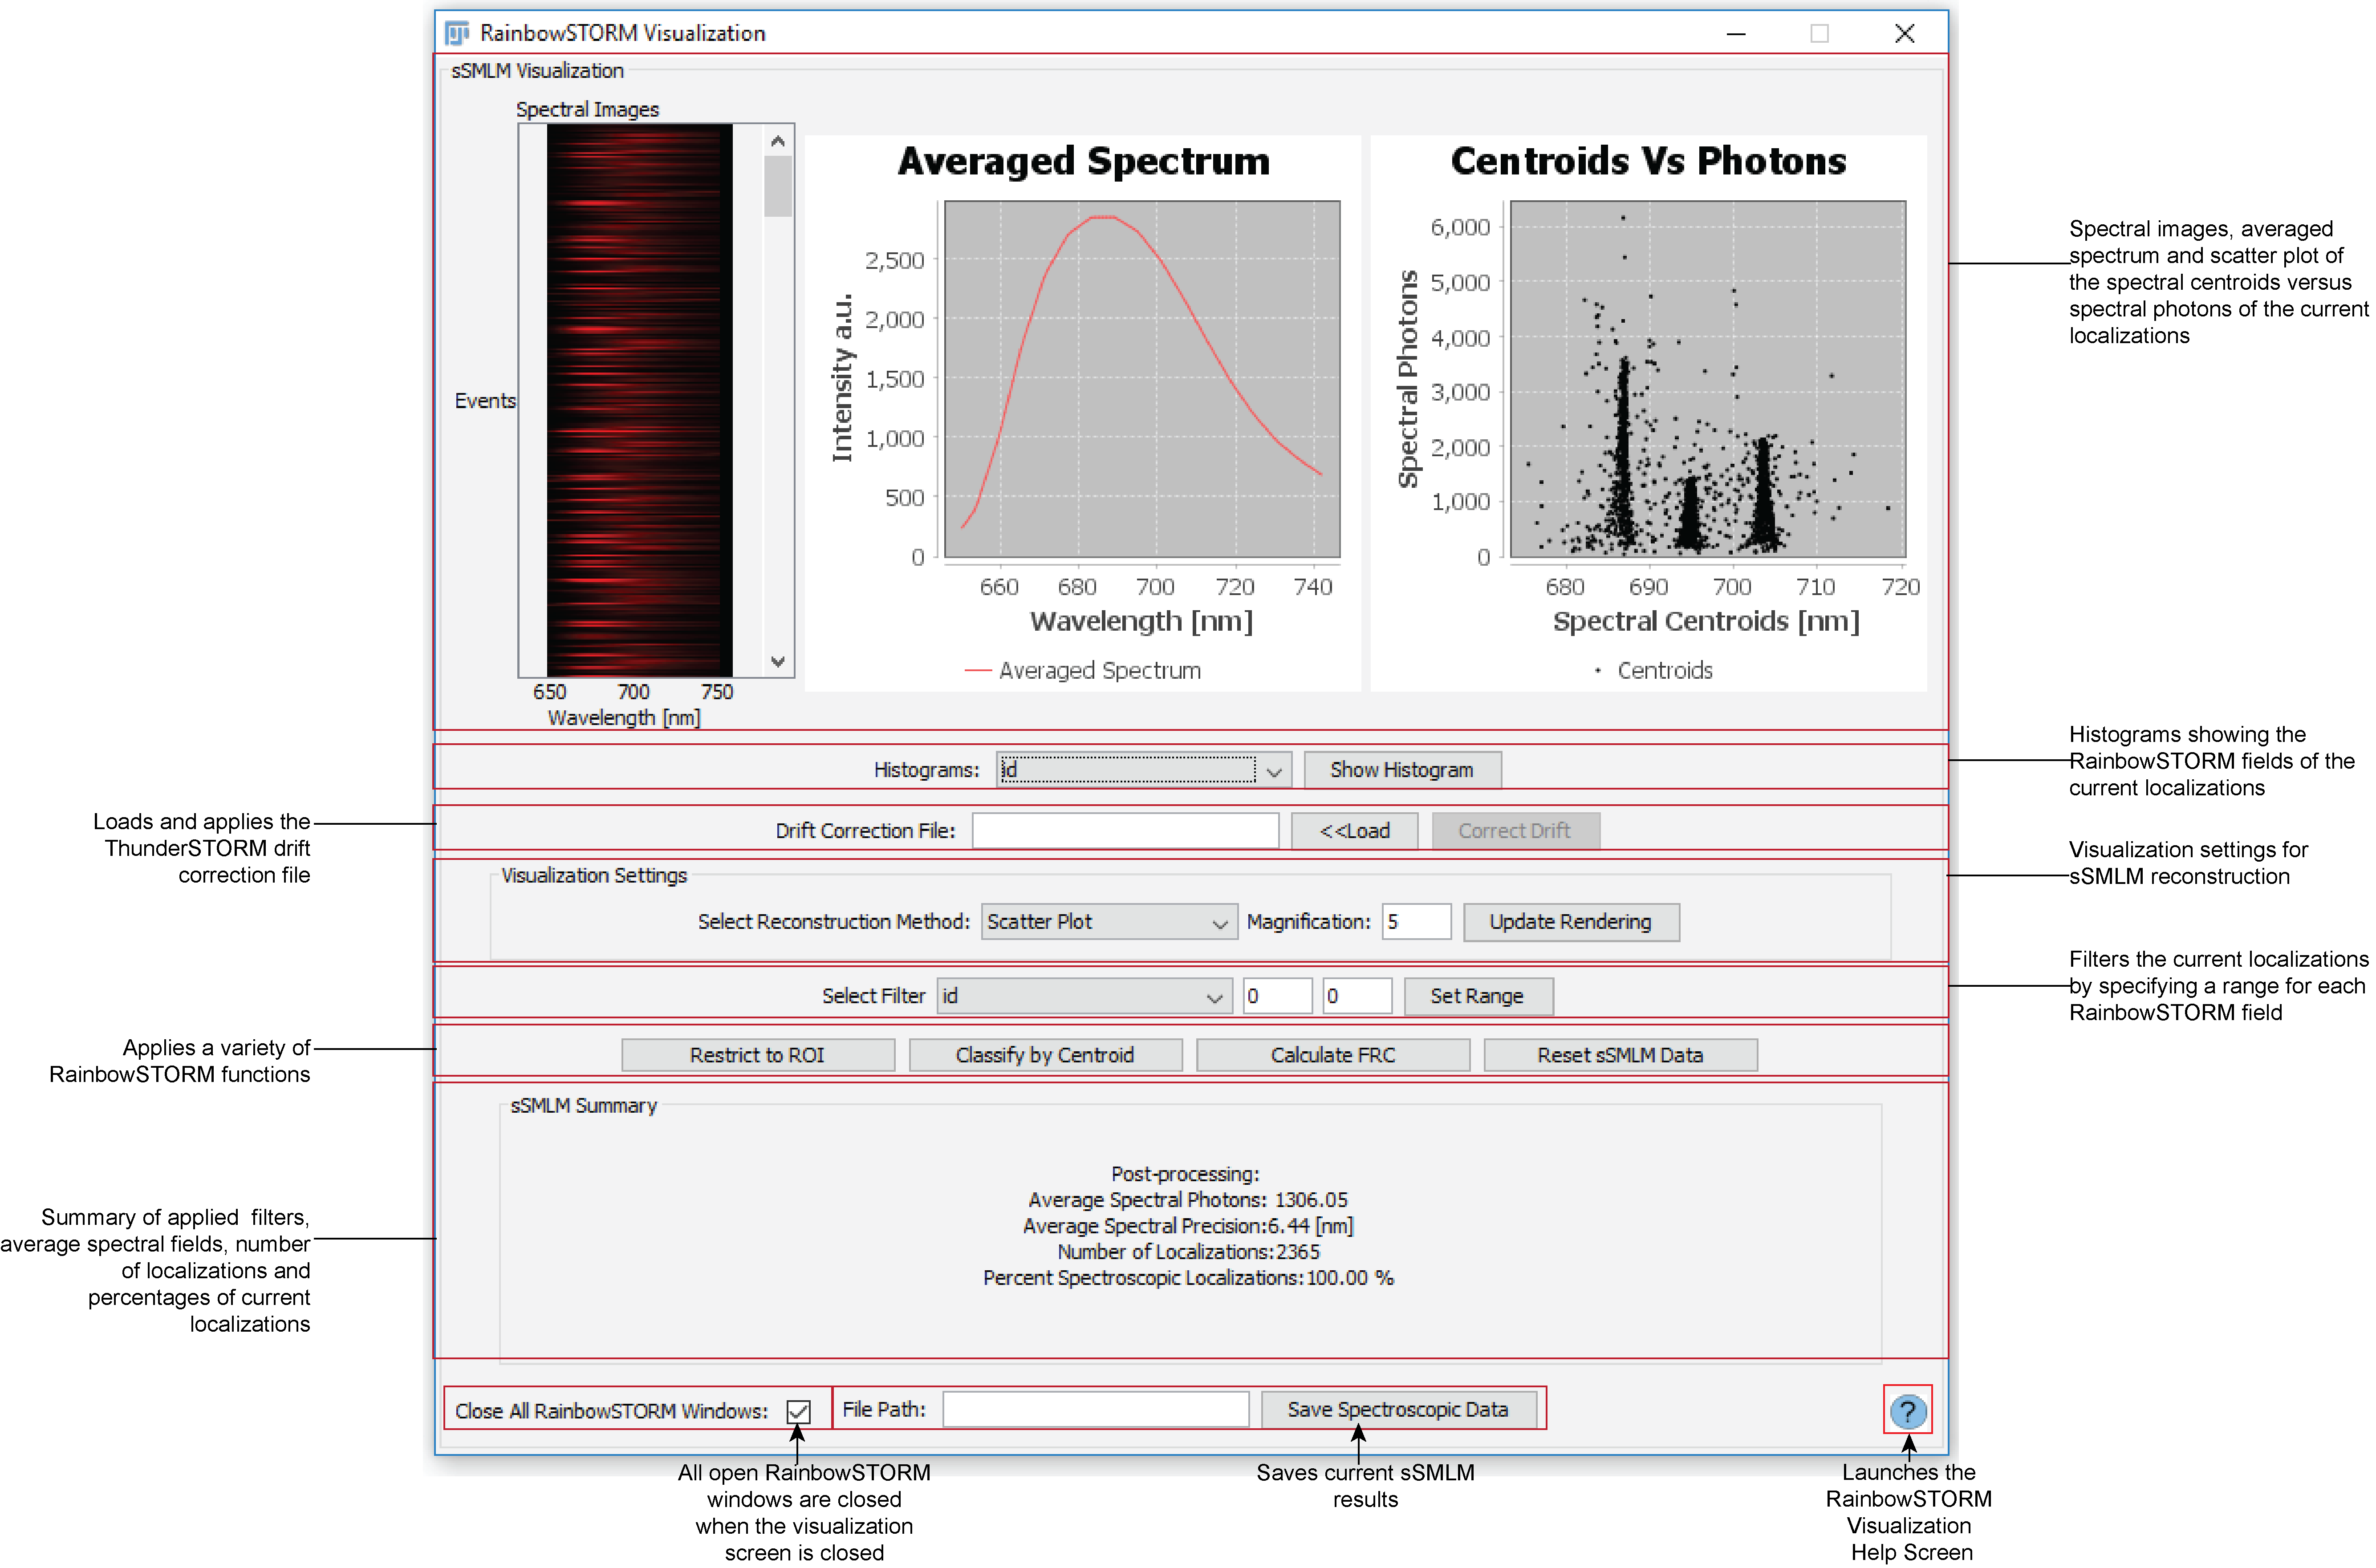 RainbowSTORM Visualization
sSMLM Visualization
Spectral Images
Events
650 700 750
Wavelength [nm]
Averaged Spectrum
Intensity a.u.
2,500
2,000
1,500
1,000
500
0
660 680 700 720 740
Wavelength [nm]
Averaged Spectrum
Centroids Vs Photons
Spectral Photons
6,000
5,000
4,000
3,000
2,000
1,000
0
680 690 700 710 720
Spectral Centroids [nm]
Centroids
Spectral images, averaged
spectrum and scatter plot of
the spectral centroids versus
spectral photons of the current
localizations
Histograms: id Show Histogram
Histograms showing the
RainbowSTORM fields of the
current localizations
Loads and applies the
ThunderSTORM drift
correction file
Drift Correction File: <<Load Correct Drift
Visualization Settings
Select Reconstruction Method: Scatter Plot Magnification: 5 Update Rendering
Visualization settings for
sSMLM reconstruction
Select Filter id 0 0 Set Range
Filters the current localizations
by specifying a range for each
RainbowSTORM field
Applies a variety of
RainbowSTORM functions
Restrict to ROI Classify by Centroid Calculate FRC Reset sSMLM Data
sSMLM Summary
Post-processing:
Average Spectral Photons: 1306.05
Average Spectral Precision:6.44 [nm]
Number of Localizations:2365
Percent Spectroscopic Localizations:100.00 %
Summary of applied filters,
average spectral fields, number
of localizations and
percentages of current
localizations
Close All RainbowSTORM Windows: File Path: Save Spectroscopic Data ?
All open RainbowSTORM
windows are closed
when the visualization
screen is closed
Saves current sSMLM
results
Launches the
RainbowSTORM
Visualization
Help Screen